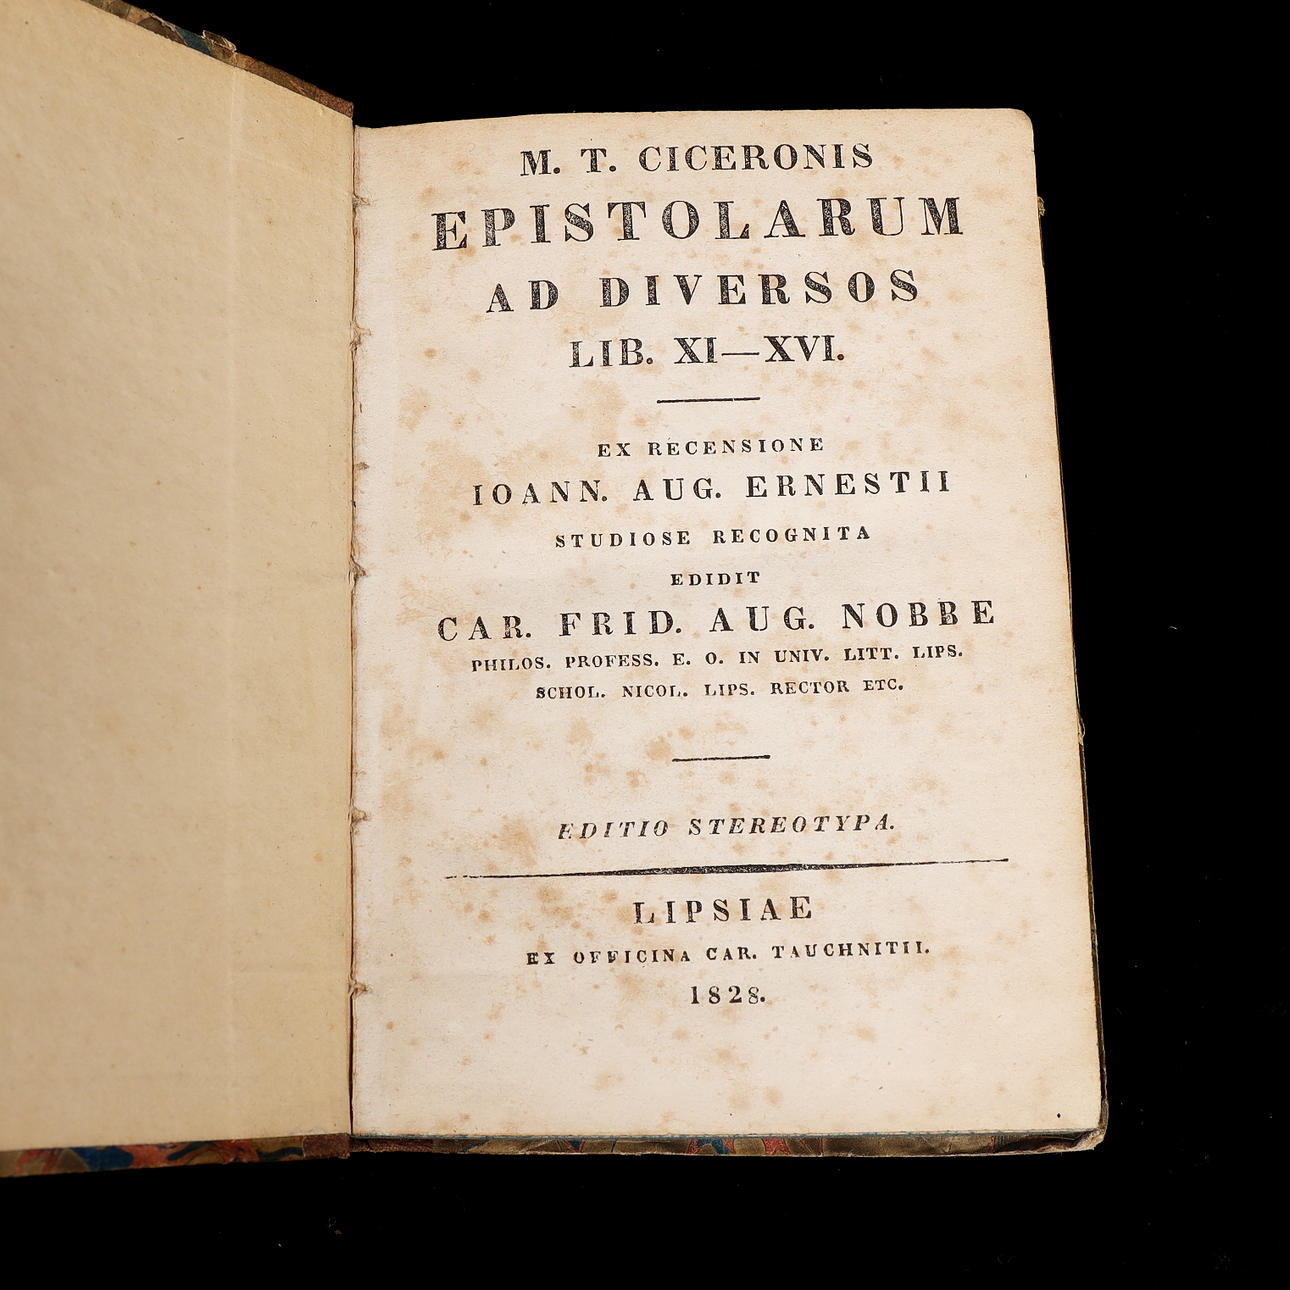 M. T. CICERONIS
EPISTOLARUM
AD DIVERSOS
LIB. XI—XVI.
EX RECENSIONE
IOANN. AUG. ERNESTII
STUDIOSE RECOGNITA
EDIDIT
CAR. FRID. AUG. NOBBE
PHILOS. PROFESS. E. O. IN UNIV. LITT. LIPS.
SCHOL. NICOL. LIPS. RECTOR ETC.
EDITIO STEREOTYPA.
LIPSIAE
EX OFFICINA CAR. TAUCHNITII.
1828.